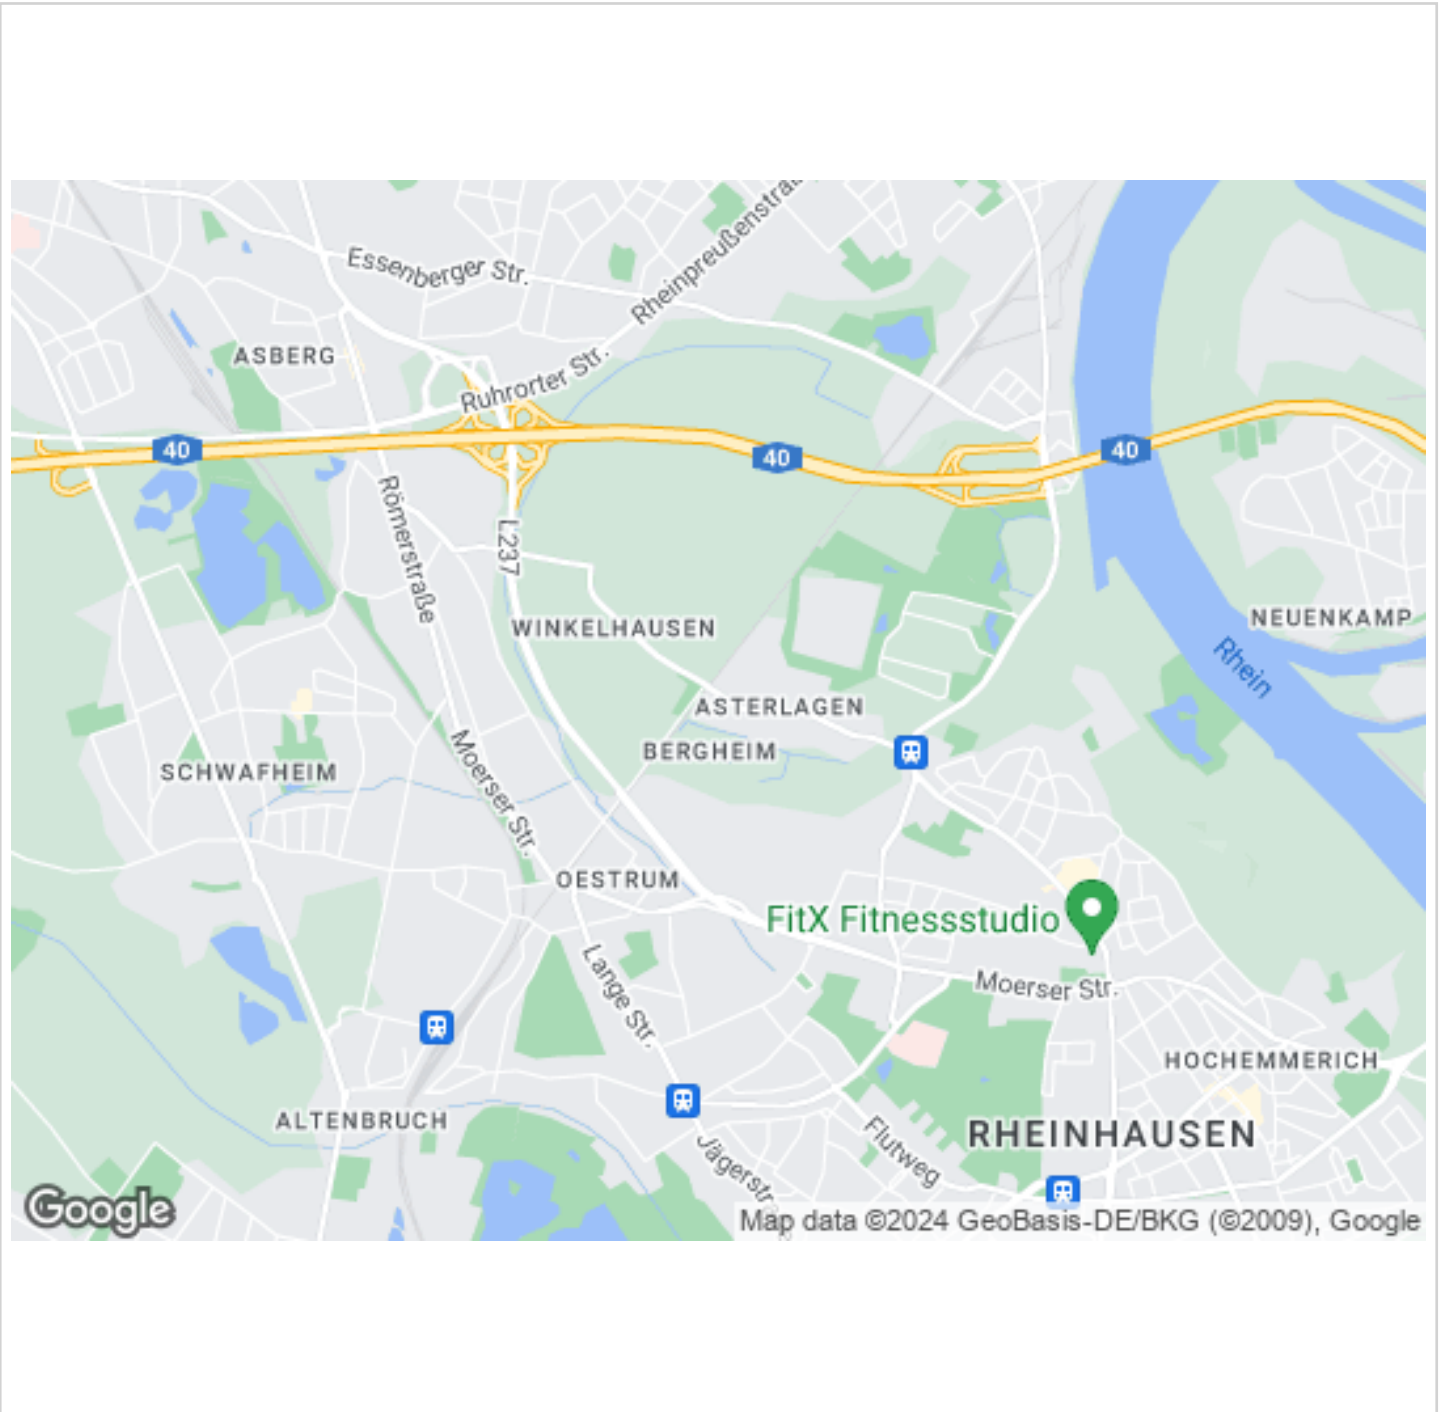 Essenberger Str.
Rheinpreußenstraß
ASBERG
Ruhrorter Str.
40
40
40
Römerstraße
L237
WINKELHAUSEN
NEUENKAMP
Rhein
ASTERLAGEN
BERGHEIM
SCHWAFHEIM
Moerser Str.
OESTRUM
FitX Fitnessstudio
Lange Str.
Moerser Str.
HOCHEMMERICH
ALTENBRUCH
RHEINHAUSEN
Flutweg
Jägerstr
Google
Map data ©2024 GeoBasis-DE/BKG (©2009), Google